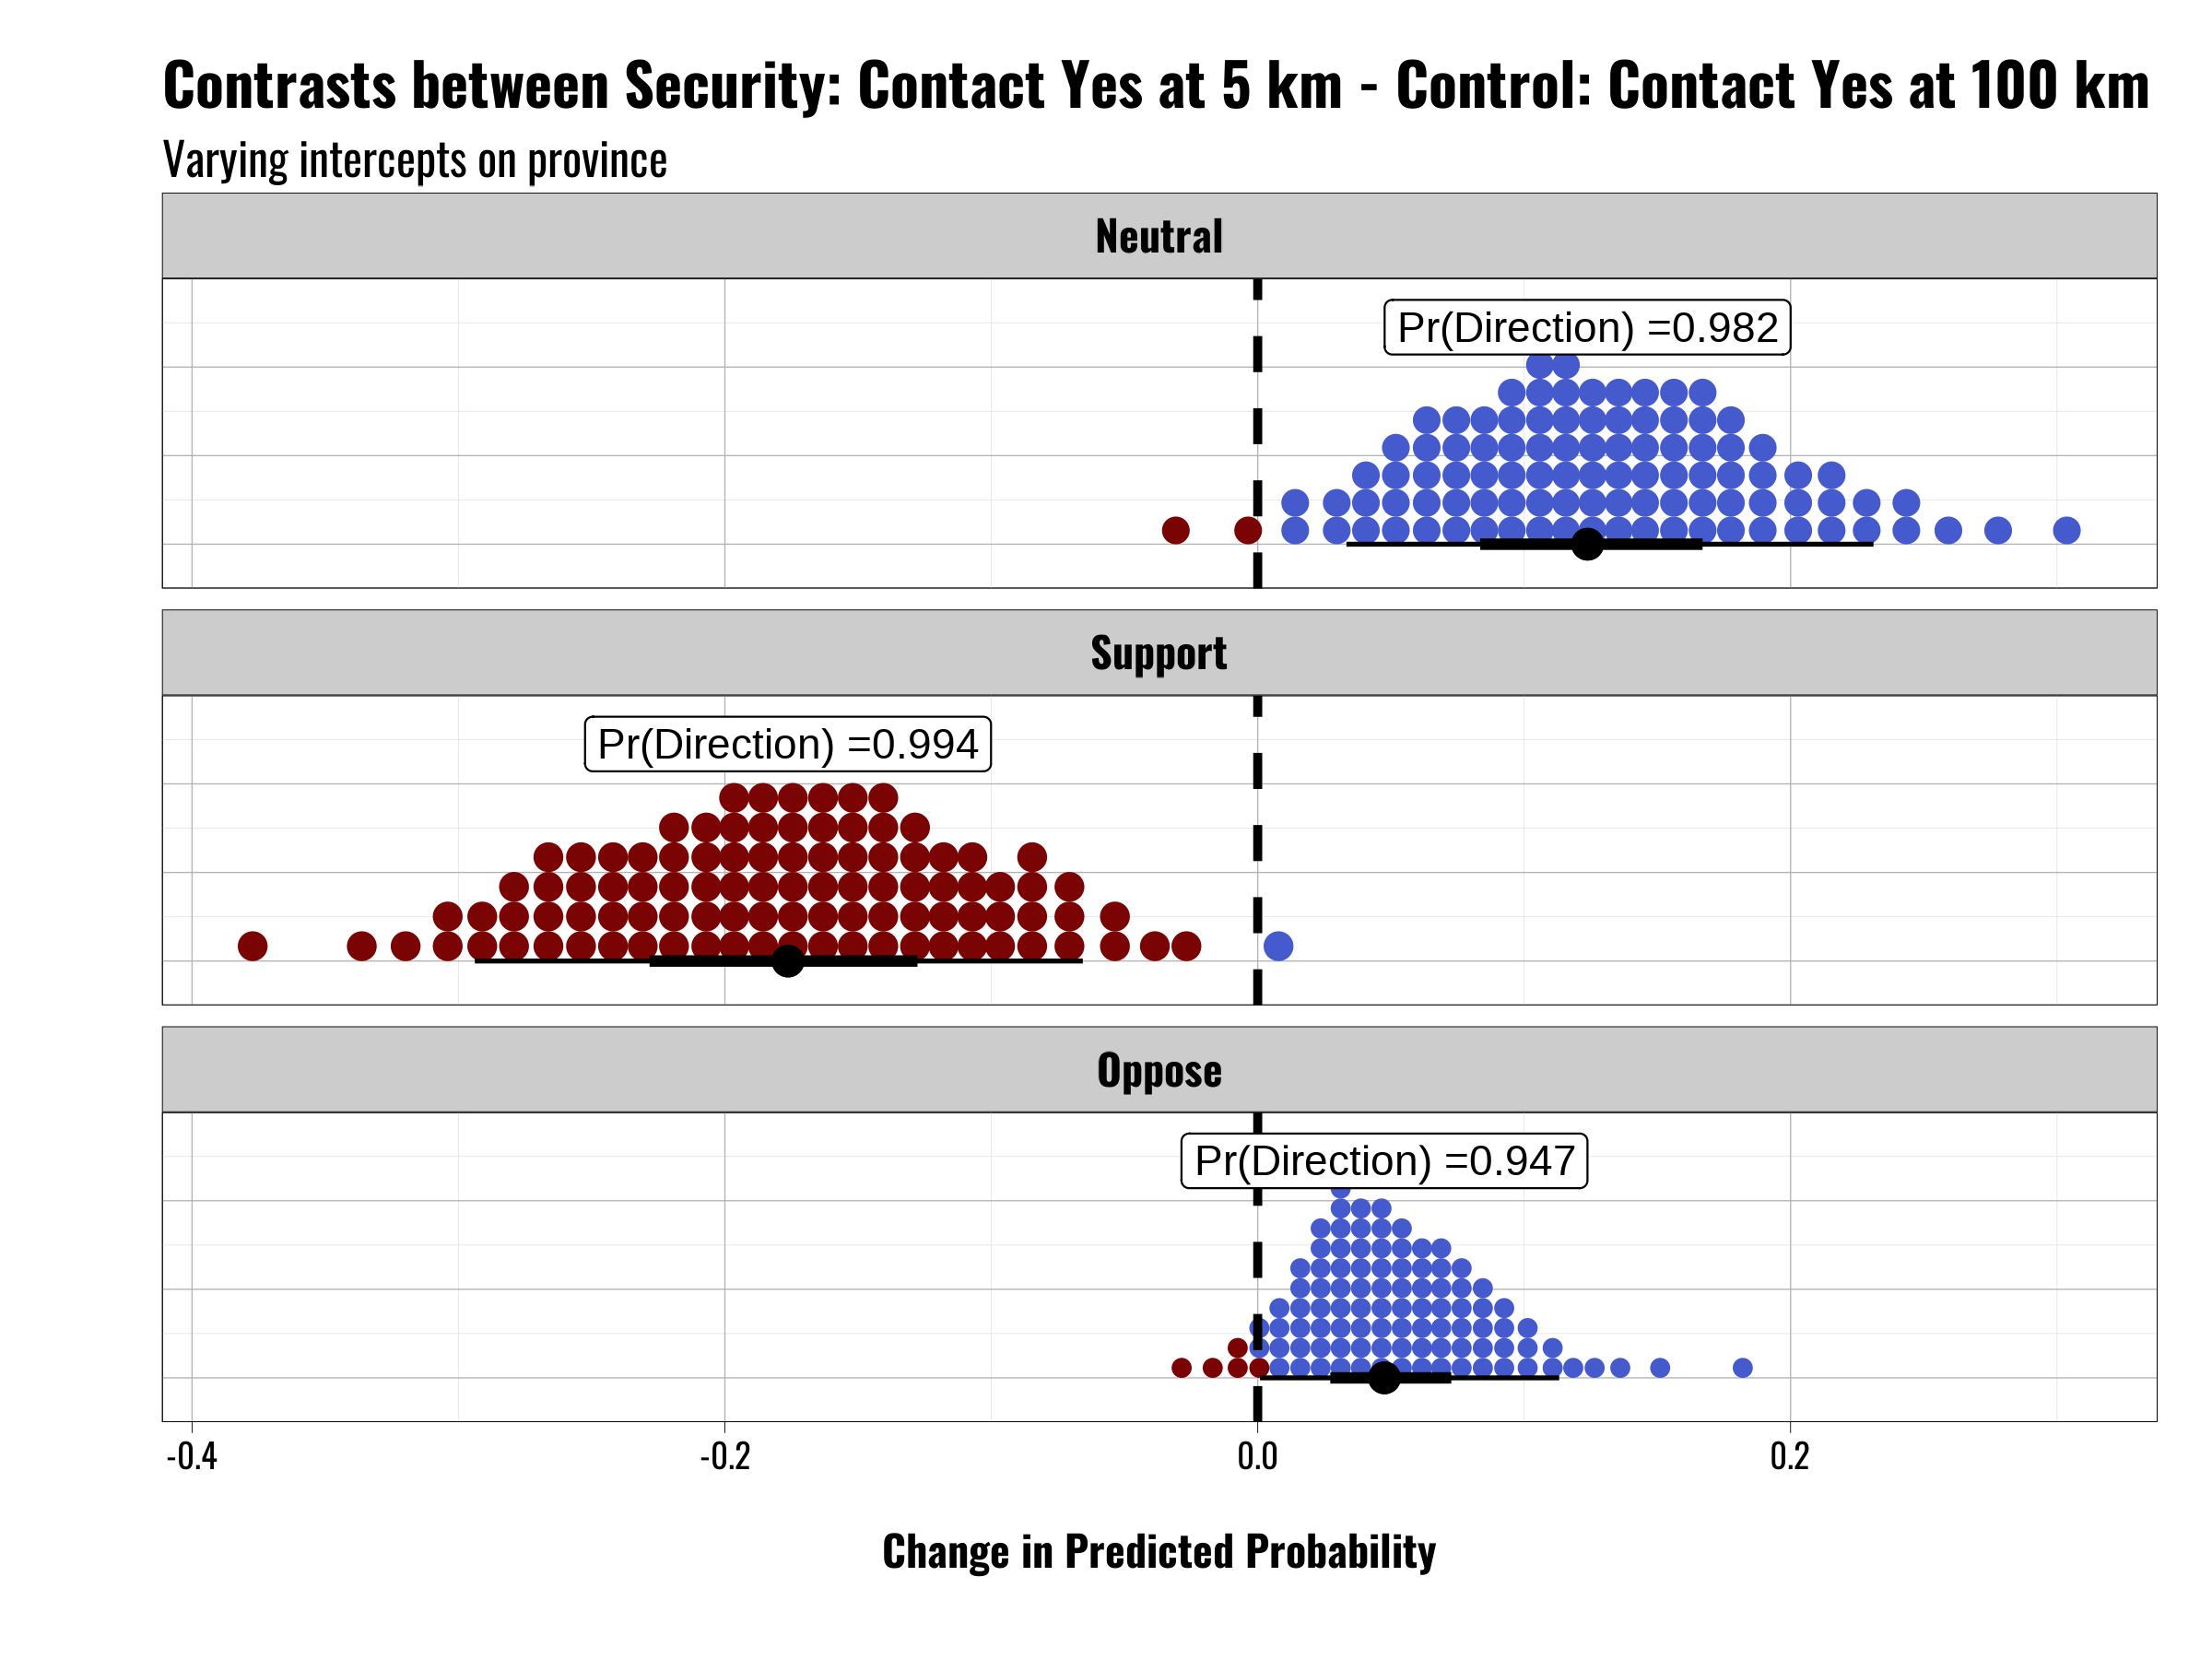 Contrasts between Security: Contact Yes at 5 km - Control: Contact Yes at 100 km
Varying intercepts on province
Neutral
Pr(Direction) =0.982
Support
Pr(Direction) =0.994
Oppose
Pr(Direction) =0.947
-0.4 -0.2 0.0 0.2
Change in Predicted Probability